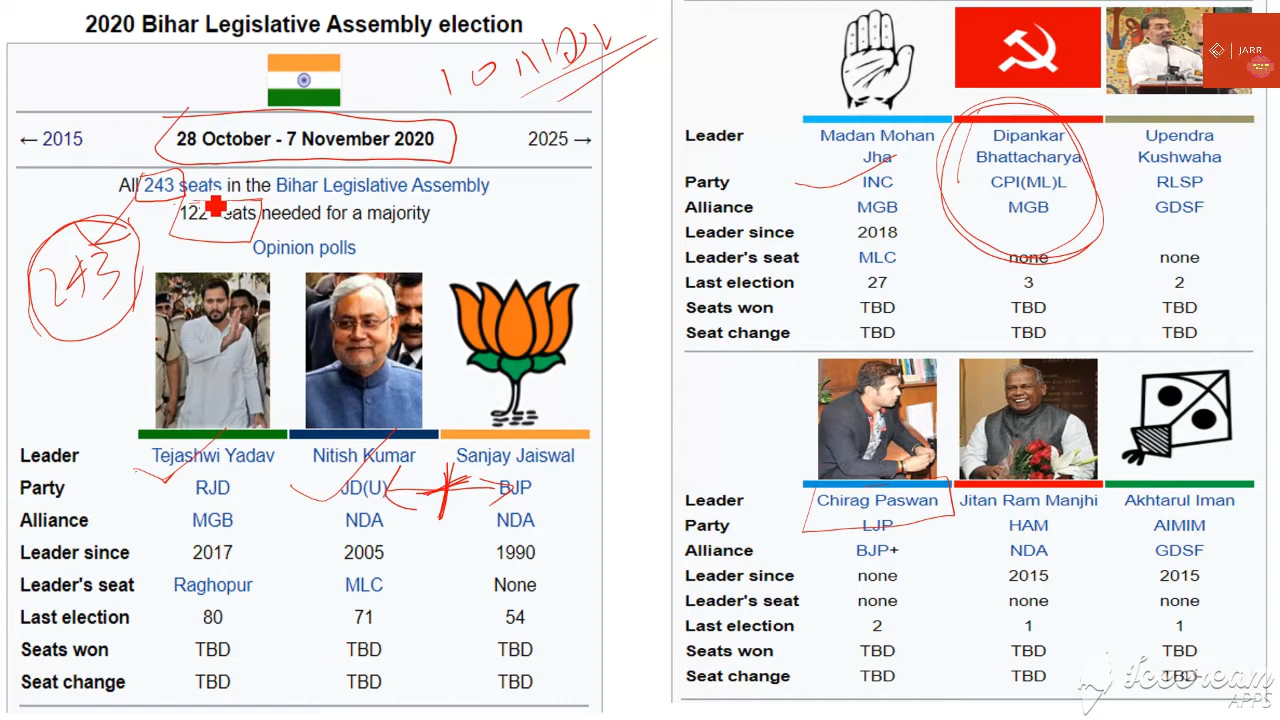 2020 Bihar Legislative Assembly election
← 2015 28 October - 7 November 2020 2025 →
All 243 seats in the Bihar Legislative Assembly
122 seats needed for a majority
243
Opinion polls
Leader Tejashwi Yadav Nitish Kumar Sanjay Jaiswal
Party RJD JD(U) BJP
Alliance MGB NDA NDA
Leader since 2017 2005 1990
Leader's seat Raghopur MLC None
Last election 80 71 54
Seats won TBD TBD TBD
Seat change TBD TBD TBD
JARR
Leader Madan Mohan Jha Dipankar Bhattacharya Upendra Kushwaha
Party INC CPI(ML)L RLSP
Alliance MGB MGB GDSF
Leader since 2018
Leader's seat MLC none none
Last election 27 3 2
Seats won TBD TBD TBD
Seat change TBD TBD TBD
Leader Chirag Paswan Jitan Ram Manjhi Akhtarul Iman
Party LJP HAM AIMIM
Alliance BJP+ NDA GDSF
Leader since none 2015 2015
Leader's seat none none none
Last election 2 1 1
Seats won TBD TBD TBD
Seat change TBD TBD TBD
Icecream
APPS